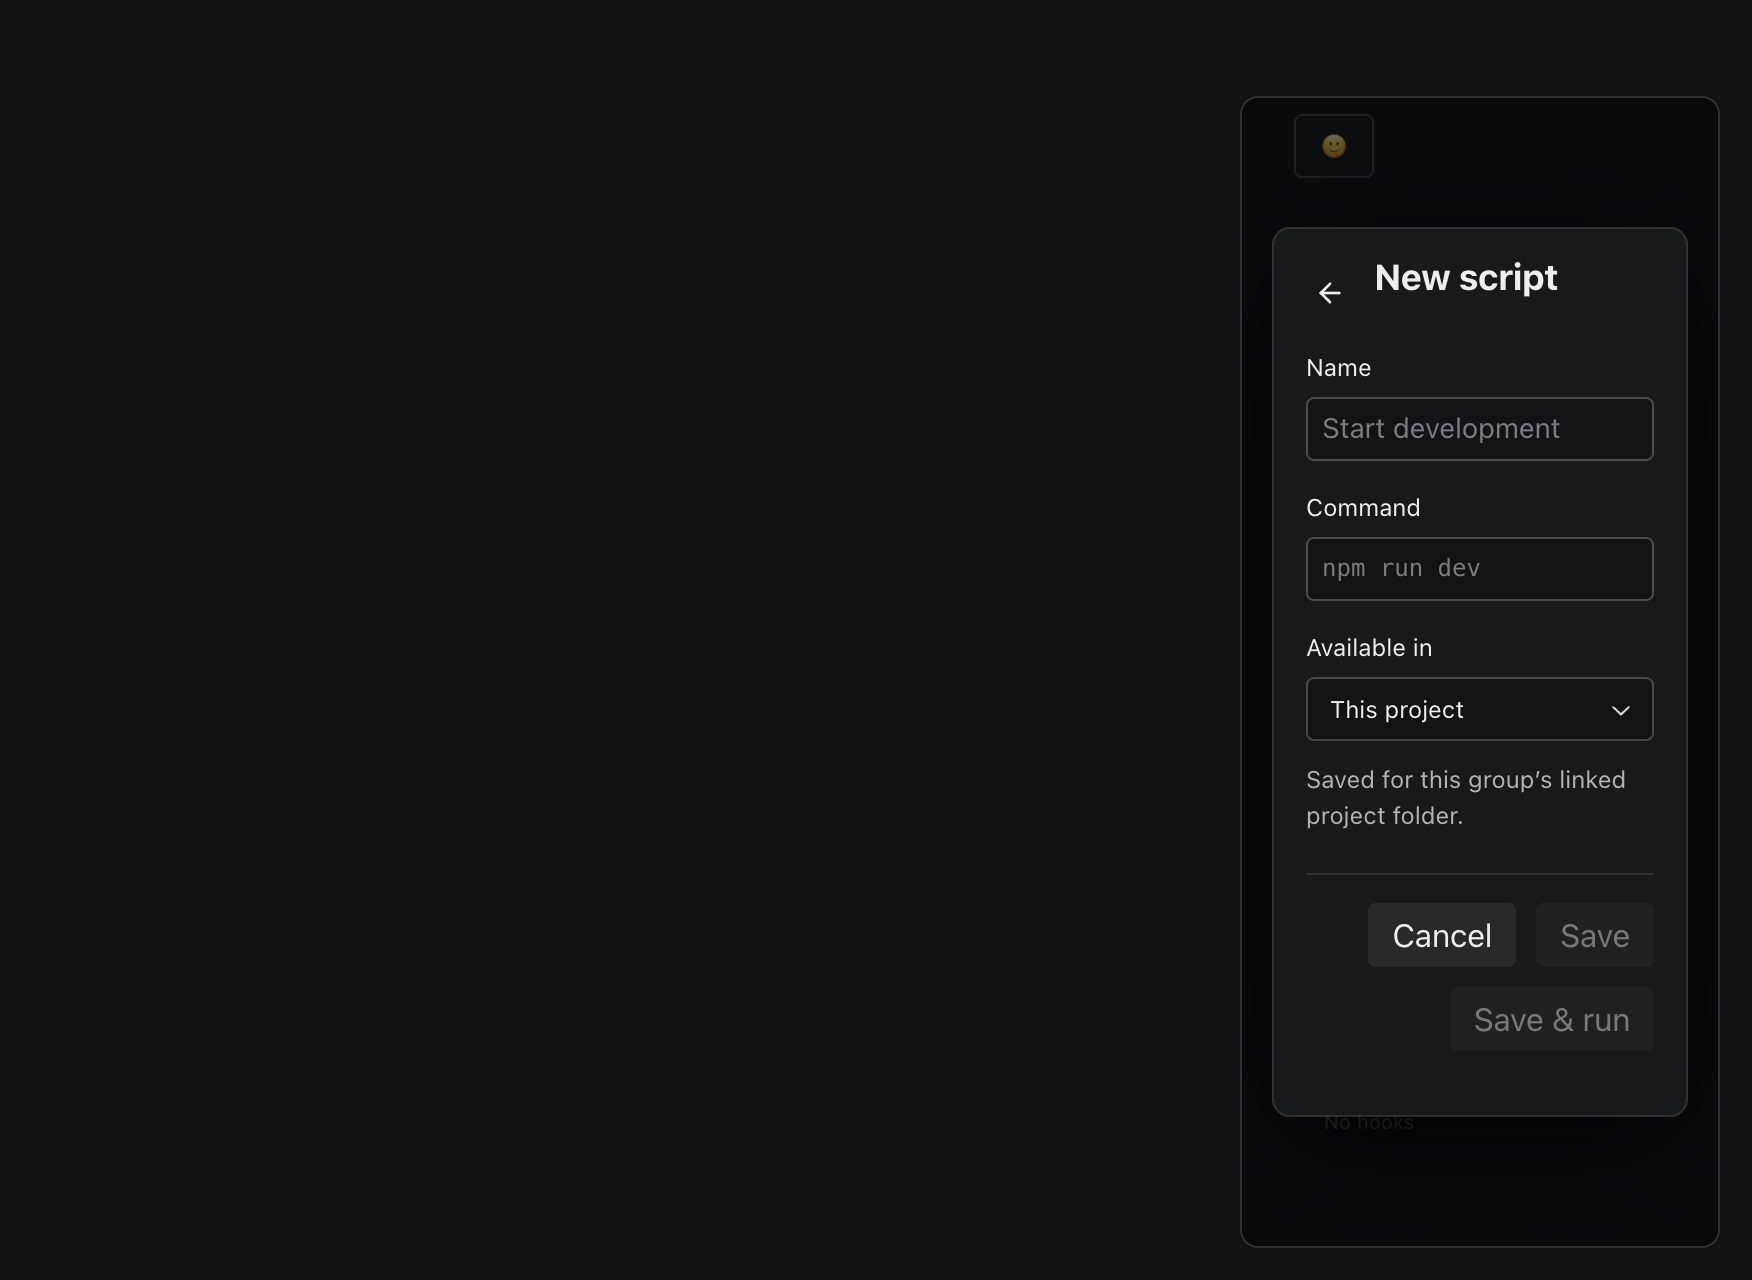 New script
Name
Start development
Command
npm run dev
Available in
This project
Saved for this group’s linked
project folder.
Cancel
Save
Save & run
No hooks